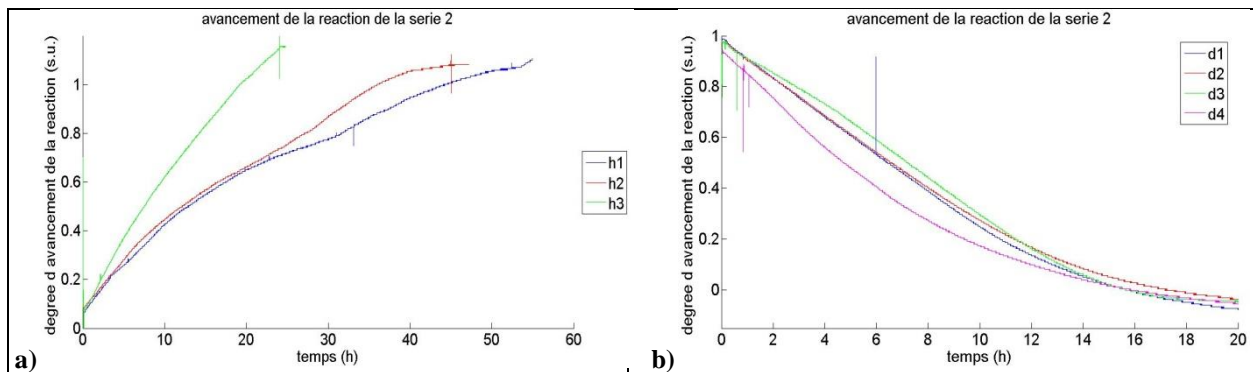 avancement de la reaction de la serie 2
degree d avancement de la reaction (s.u.)
1
0.8
0.6
0.4
0.2
0
0
10
20
30
40
50
60
temps (h)
h1
h2
h3
a)
avancement de la reaction de la serie 2
degree d avancement de la reaction (s.u.)
1
0.8
0.6
0.4
0.2
0
0
2
4
6
8
10
12
14
16
18
20
temps (h)
d1
d2
d3
d4
b)